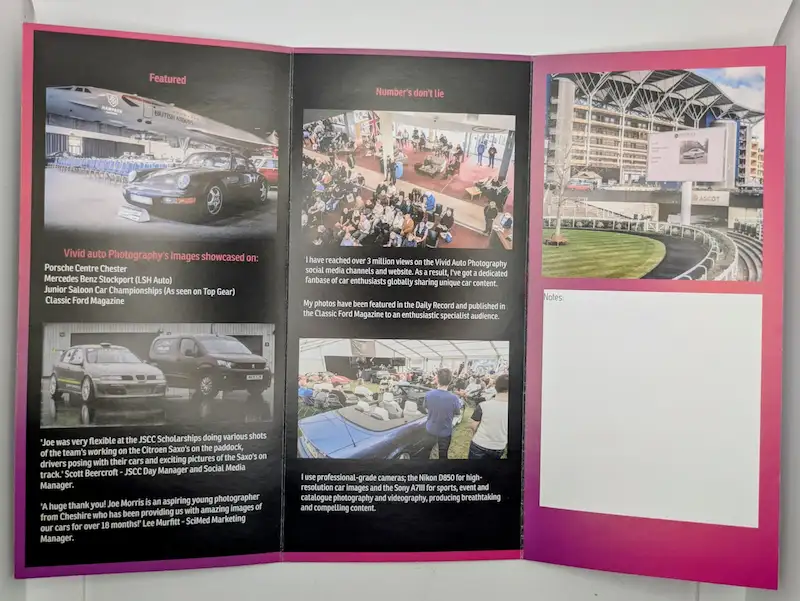 Featured
BRITISH AIRWAYS
Vivid auto Photography's Images showcased on:
Porsche Centre Chester
Mercedes Benz Stockport (LSH Auto)
Junior Saloon Car Championships (As seen on Top Gear)
Classic Ford Magazine
'Joe was very flexible at the JSCC Scholarships doing various shots
of the team's working on the Citroen Saxo's on the paddock,
drivers posing with their cars and exciting pictures of the Saxo's on
track.' Scott Beercroft - JSCC Day Manager and Social Media
Manager.
'A huge thank you! Joe Morris is an aspiring young photographer
from Cheshire who has been providing us with amazing images of
our cars for over 18 months!' Lee Murfitt - SciMed Marketing
Manager.
Number's don't lie
'I have reached over 3 million views on the Vivid Auto Photography
social media channels and website. As a result, I've got a dedicated
fanbase of car enthusiasts globally sharing unique car content.
My photos have been featured in the Daily Record and published in
the Classic Ford Magazine to an enthusiastic specialist audience.
I use professional-grade cameras; the Nikon D850 for high-
resolution car images and the Sony A7III for sports, event and
catalogue photography and videography, producing breathtaking
and compelling content.
ASCOT
Notes: